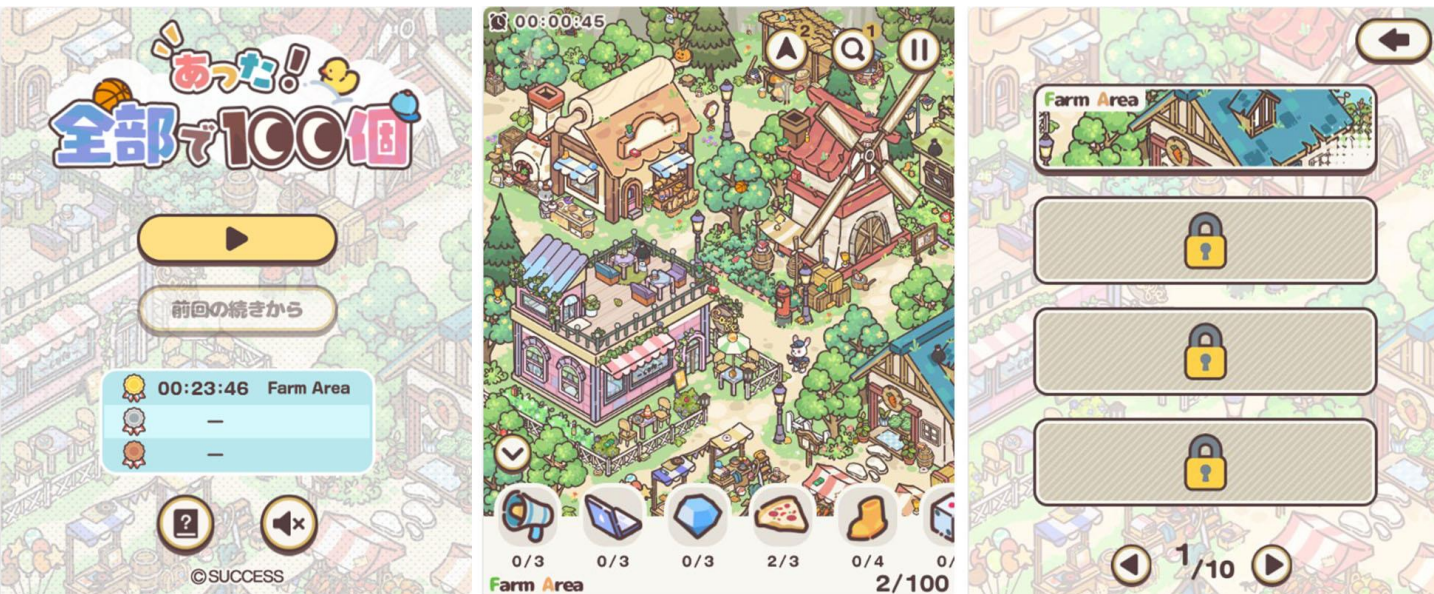 あった!
全部で100個
前回の続きから
00:23:46 Farm Area
—
—
?
©SUCCESS
00:00:45
2
1
0/3
0/3
0/3
2/3
0/4
0/
Farm Area
2/100
Farm Area
1/10